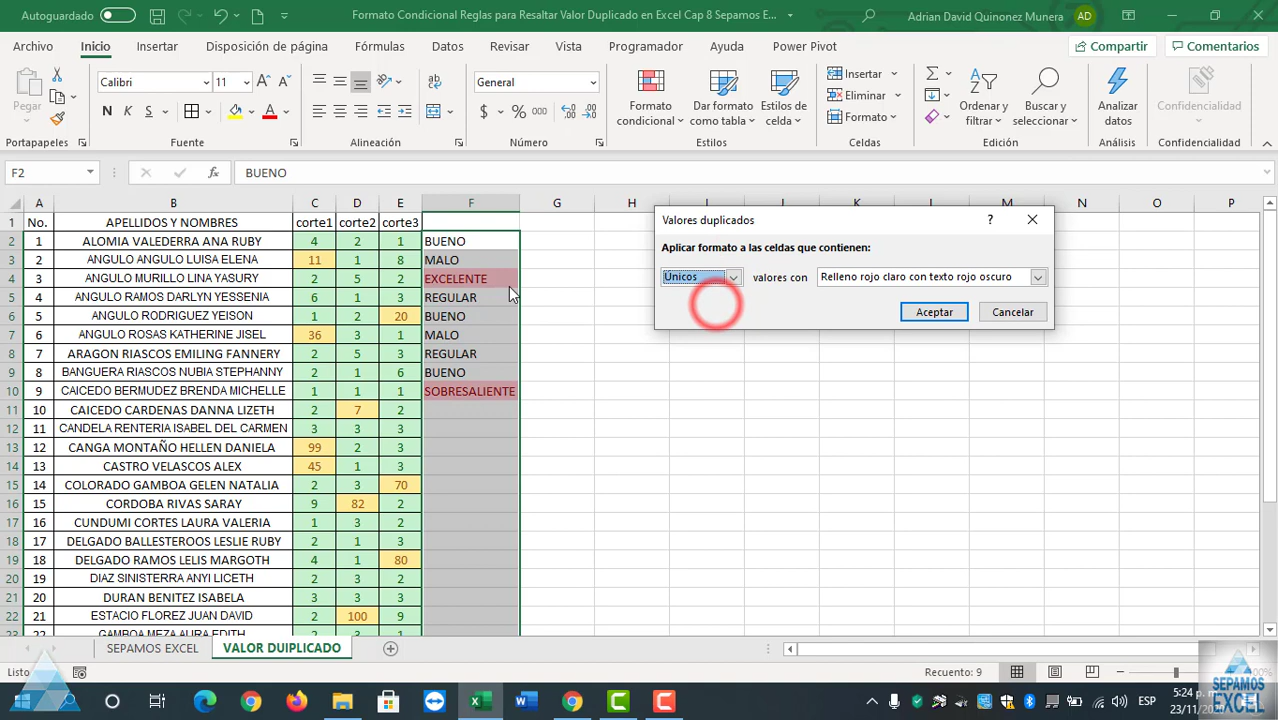 Autoguardado
Formato Condicional Reglas para Resaltar Valor Duplicado en Excel Cap 8 Sepamos E...
Adrian David Quinonez Munera AD
Archivo Inicio Insertar Disposición de página Fórmulas Datos Revisar Vista Programador Ayuda Power Pivot Compartir Comentarios
Pegar Calibri 11 General Formato condicional Dar formato como tabla Estilos de celda Insertar Eliminar Formato Ordenar y filtrar Buscar y seleccionar Analizar datos Confidencialidad
N K S $ % 000
Portapapeles Fuente Alineación Número Estilos Celdas Edición Análisis Confidencialidad
F2 fx BUENO
A B C D E F G H I J K L M N O P
1 No. APELLIDOS Y NOMBRES corte1 corte2 corte3
2 1 ALOMIA VALEDERRA ANA RUBY 4 2 1 BUENO
3 2 ANGULO ANGULO LUISA ELENA 11 1 8 MALO
4 3 ANGULO MURILLO LINA YASURY 2 5 2 EXCELENTE
5 4 ANGULO RAMOS DARLYN YESSENIA 6 1 3 REGULAR
6 5 ANGULO RODRIGUEZ YEISON 1 2 20 BUENO
7 6 ANGULO ROSAS KATHERINE JISEL 36 3 1 MALO
8 7 ARAGON RIASCOS EMILING FANNERY 2 5 3 REGULAR
9 8 BANGUERA RIASCOS NUBIA STEPHANNY 2 1 6 BUENO
10 9 CAICEDO BERMUDEZ BRENDA MICHELLE 1 1 1 SOBRESALIENTE
11 10 CAICEDO CARDENAS DANNA LIZETH 2 7 2
12 11 CANDELA RENTERIA ISABEL DEL CARMEN 3 3 3
13 12 CANGA MONTAÑO HELLEN DANIELA 99 2 3
14 13 CASTRO VELASCOS ALEX 45 1 3
15 14 COLORADO GAMBOA GELEN NATALIA 2 3 70
16 15 CORDOBA RIVAS SARAY 9 82 2
17 16 CUNDUMI CORTES LAURA VALERIA 1 3 2
18 17 DELGADO BALLESTEROOS LESLIE RUBY 2 1 3
19 18 DELGADO RAMOS LELIS MARGOTH 4 1 80
20 19 DIAZ SINISTERRA ANYI LICETH 2 3 2
21 20 DURAN BENITEZ ISABELA 3 3 3
22 21 ESTACIO FLOREZ JUAN DAVID 2 100 9
23 22 GAMBOA MEZA AURA EDITH 2 3 1
Valores duplicados ?
Aplicar formato a las celdas que contienen:
Únicos valores con Relleno rojo claro con texto rojo oscuro
Aceptar Cancelar
SEPAMOS EXCEL VALOR DUIPLICADO
Listo Recuento: 9
ESP 5:24 p. m.
SEPAMOS
EXCEL